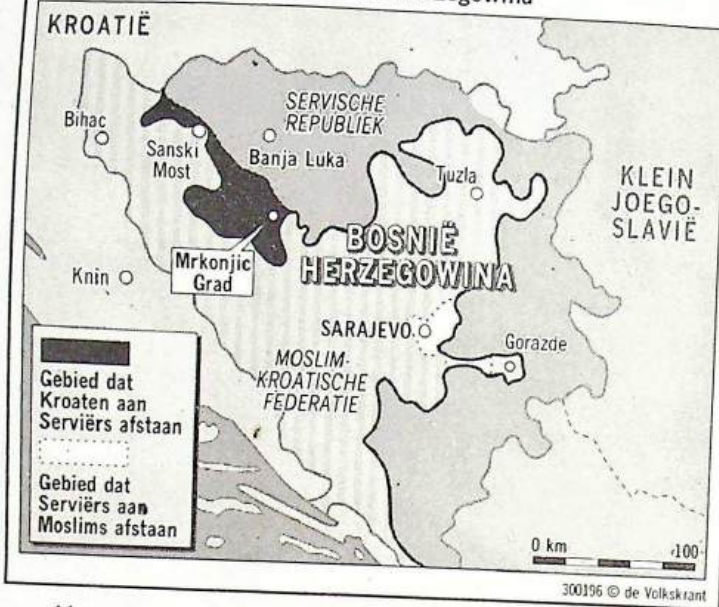 KROATIË
SERVISCHE
REPUBLIEK
Bihac
Sanski
Most
Banja Luka
Tuzla
KLEIN
JOEGO-
SLAVIË
BOSNIË
HERZEGOWINA
Mrkonjic
Grad
Knin
SARAJEVO
Gorazde
MOSLIM-
KROATISCHE
FEDERATIE
Gebied dat
Kroaten aan
Serviërs afstaan
Gebied dat
Serviërs aan
Moslims afstaan
0 km 100
300196 © de Volkskrant